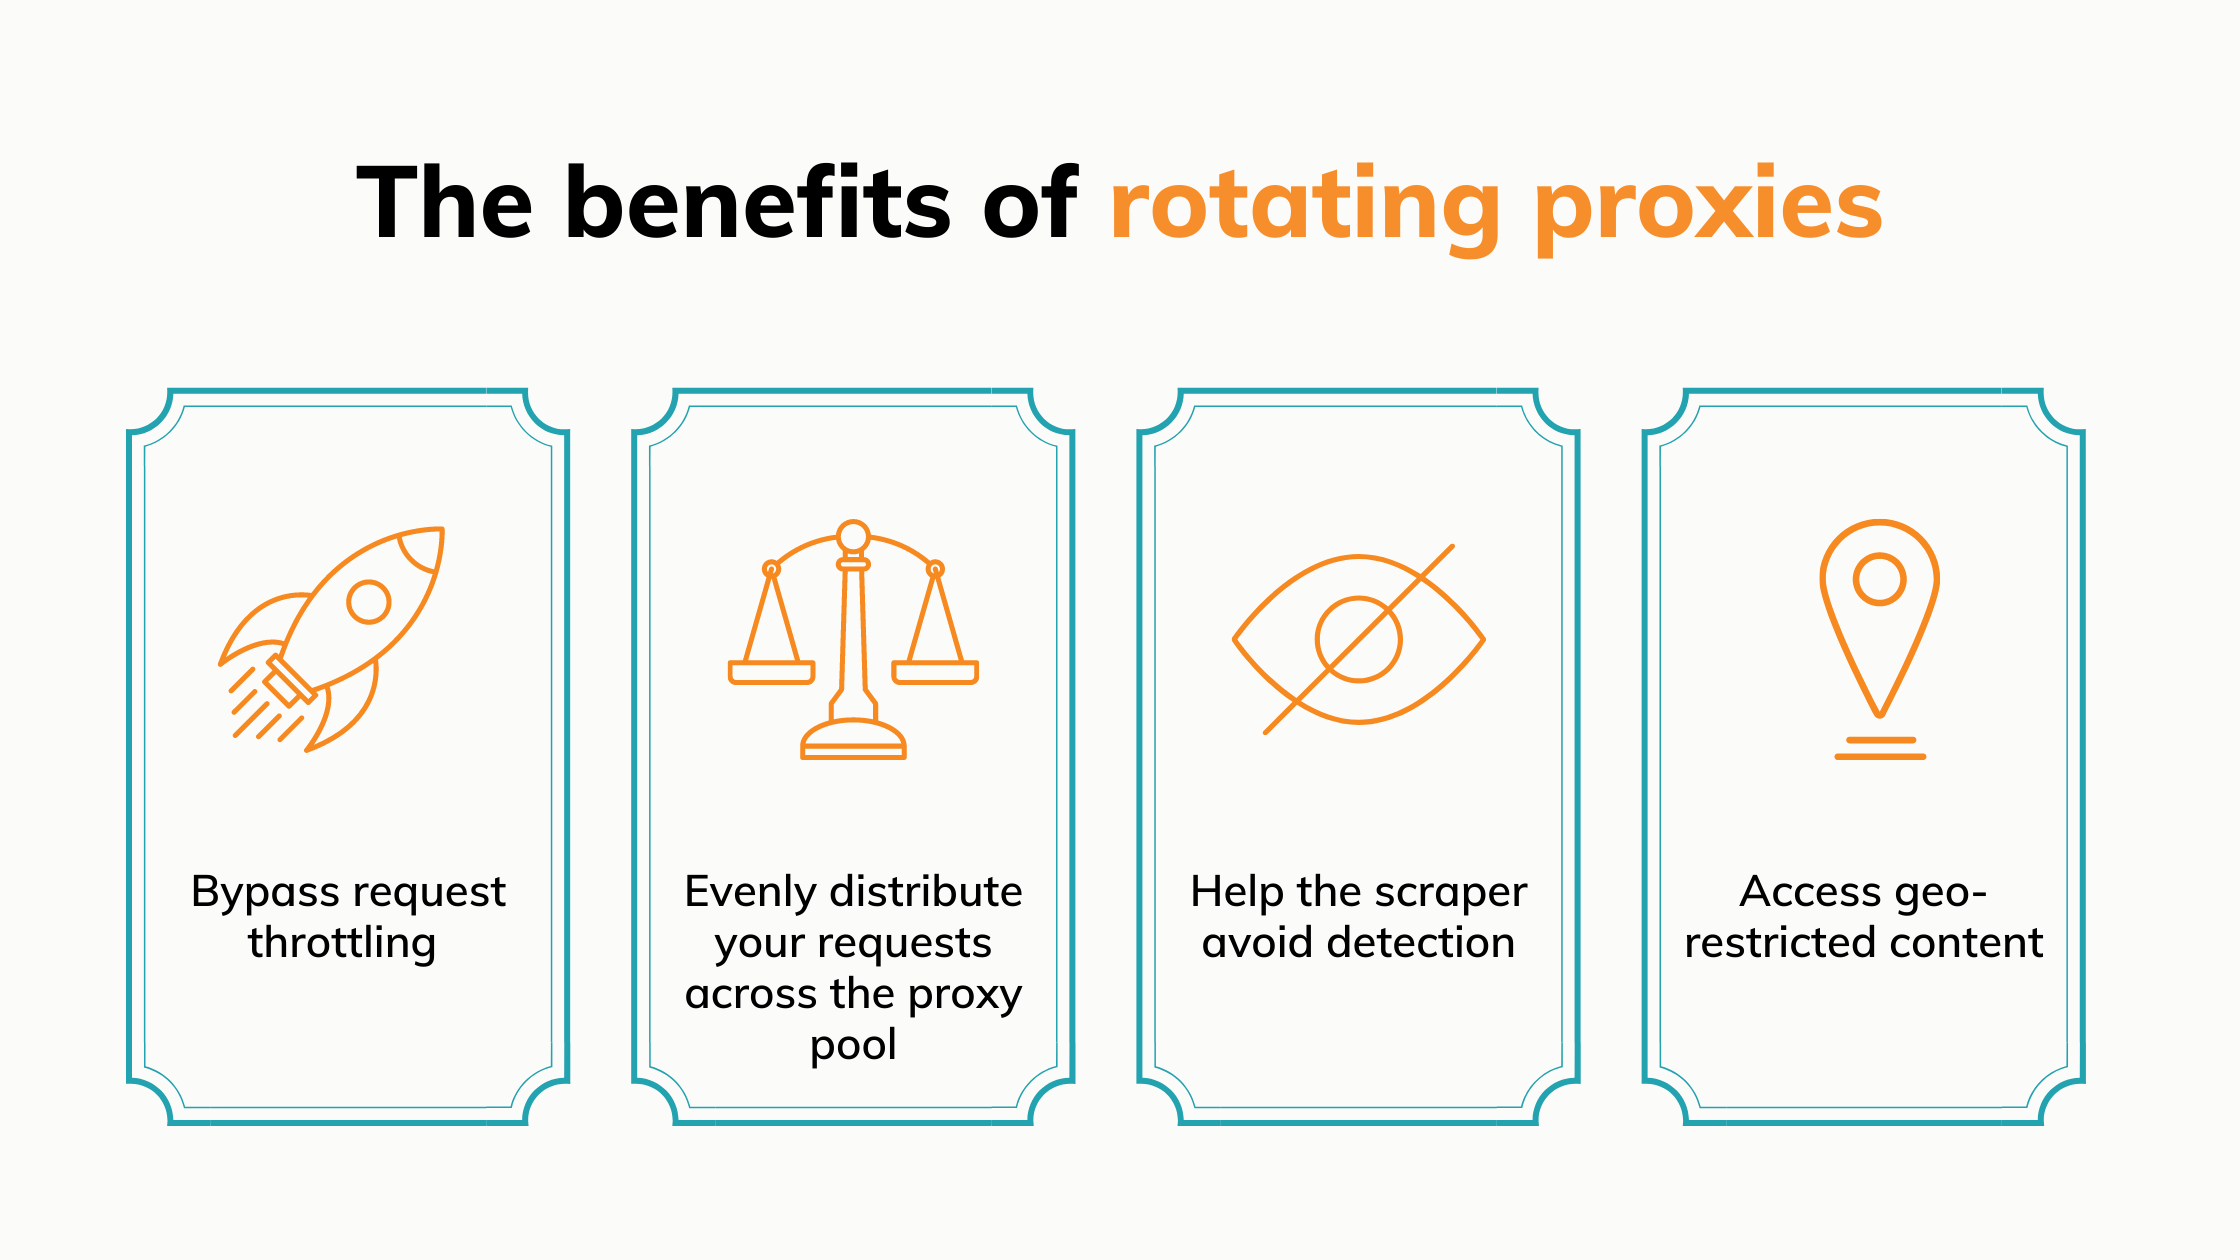 The benefits of rotating proxies
Bypass request
throttling
Evenly distribute
your requests
across the proxy
pool
Help the scraper
avoid detection
Access geo-
restricted content